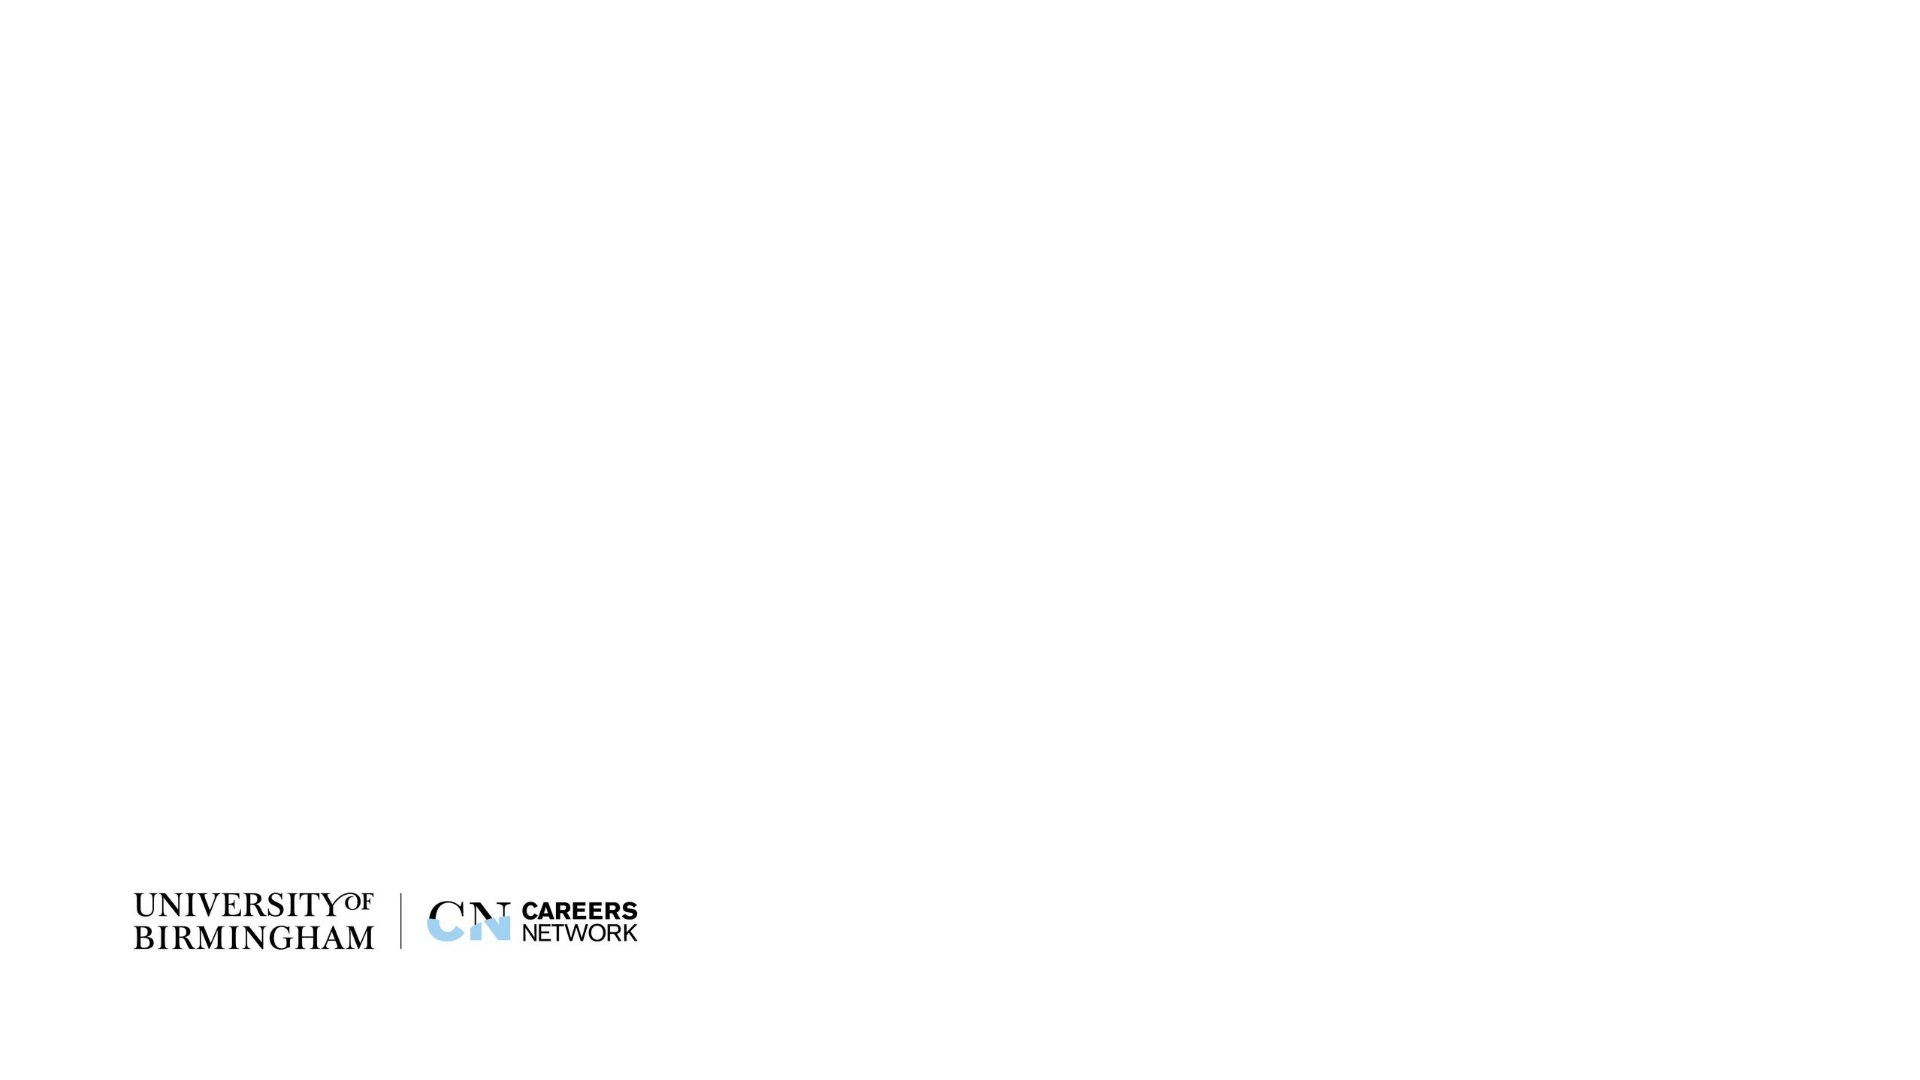 UNIVERSITY OF
BIRMINGHAM
CN CAREERS
NETWORK